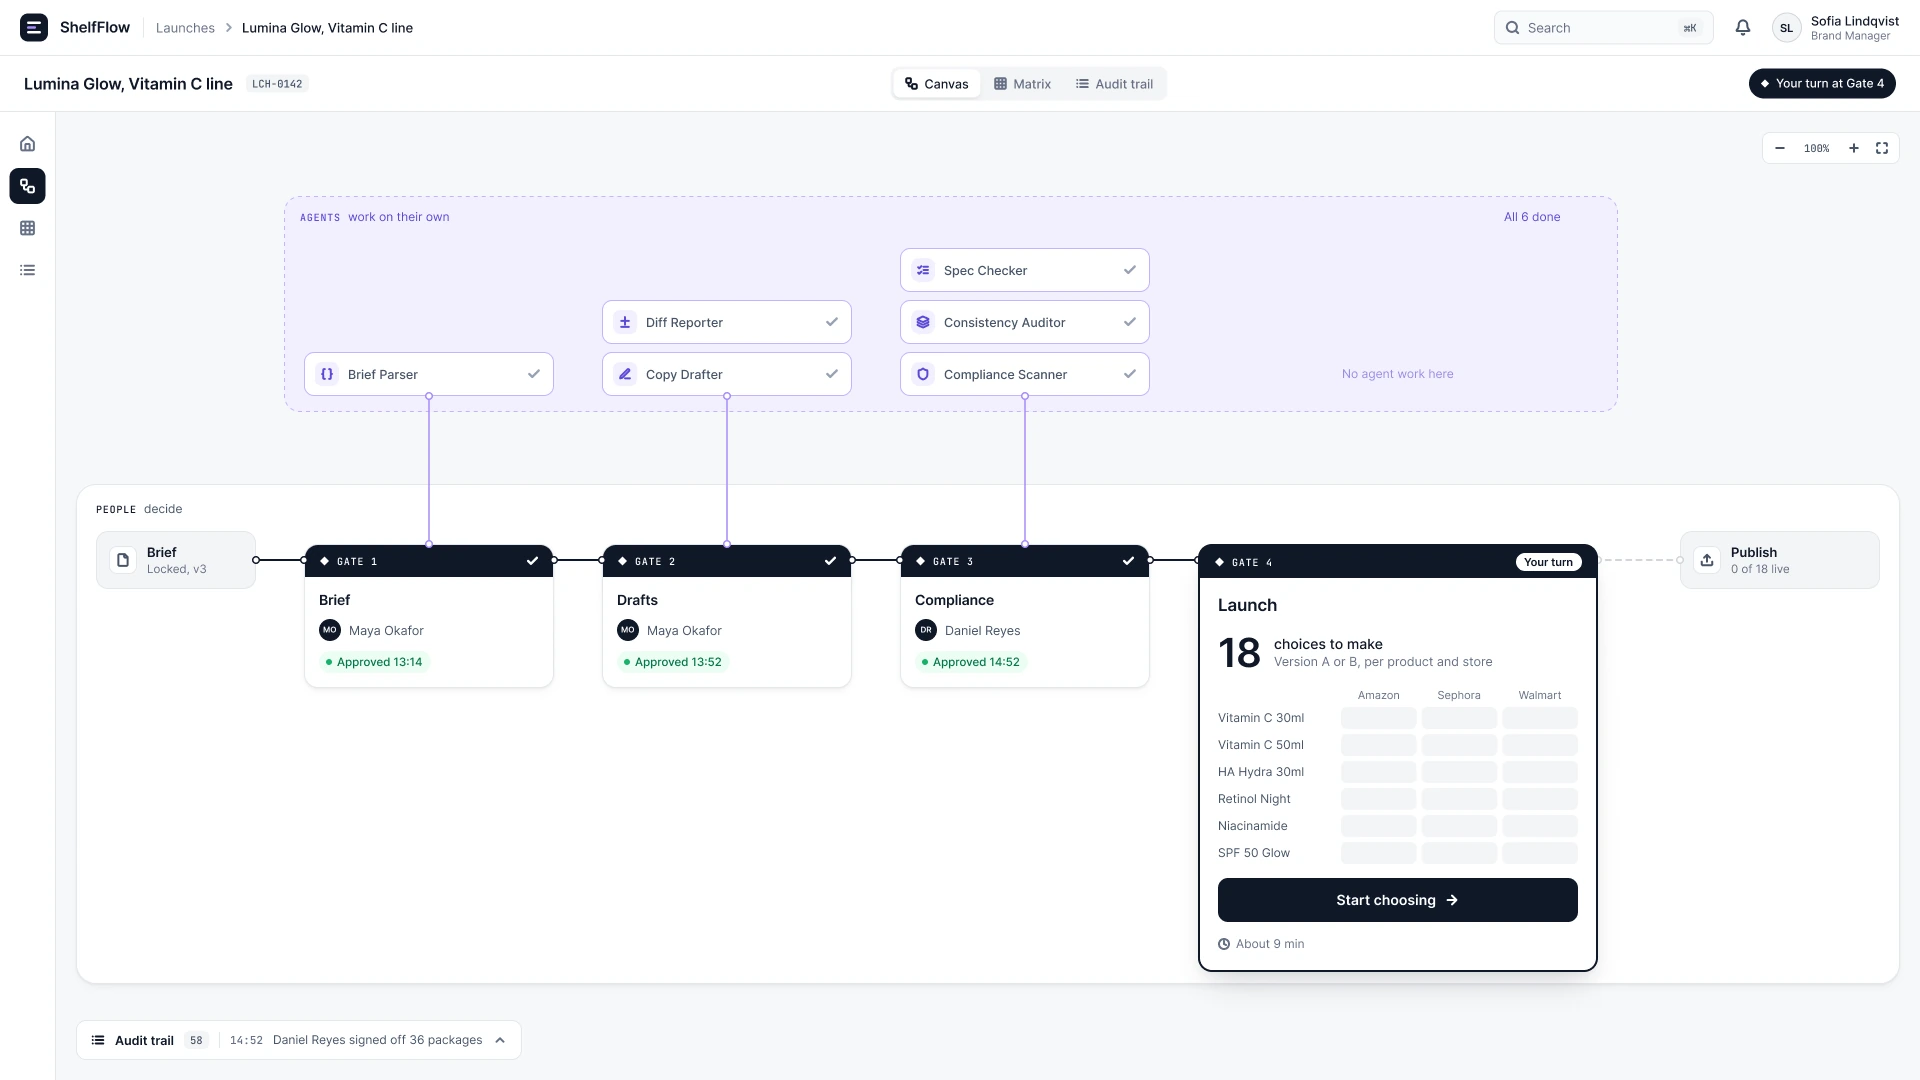 ShelfFlow
Launches
Lumina Glow, Vitamin C line
Search
⌘K
SL
Sofia Lindqvist
Brand Manager
Lumina Glow, Vitamin C line
LCH-0142
Canvas
Matrix
Audit trail
Your turn at Gate 4
100%
AGENTS work on their own
All 6 done
Spec Checker
Diff Reporter
Consistency Auditor
Brief Parser
Copy Drafter
Compliance Scanner
No agent work here
PEOPLE decide
Brief
Locked, v3
GATE 1
Brief
MO Maya Okafor
Approved 13:14
GATE 2
Drafts
MO Maya Okafor
Approved 13:52
GATE 3
Compliance
DR Daniel Reyes
Approved 14:52
GATE 4
Your turn
Launch
18
choices to make
Version A or B, per product and store
Amazon Sephora Walmart
Vitamin C 30ml
Vitamin C 50ml
HA Hydra 30ml
Retinol Night
Niacinamide
SPF 50 Glow
Start choosing
About 9 min
Publish
0 of 18 live
Audit trail 58 14:52 Daniel Reyes signed off 36 packages